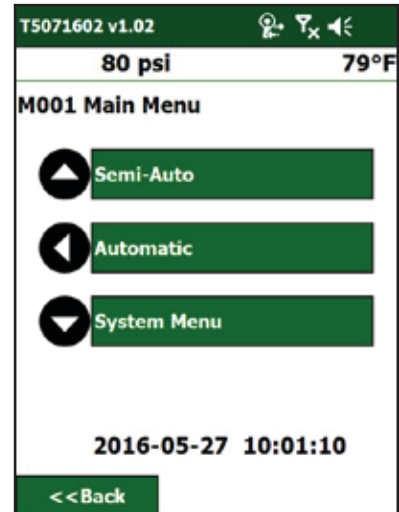 T5071602 v1.02
80 psi 79°F
M001 Main Menu
Semi-Auto
Automatic
System Menu
2016-05-27 10:01:10
<<Back